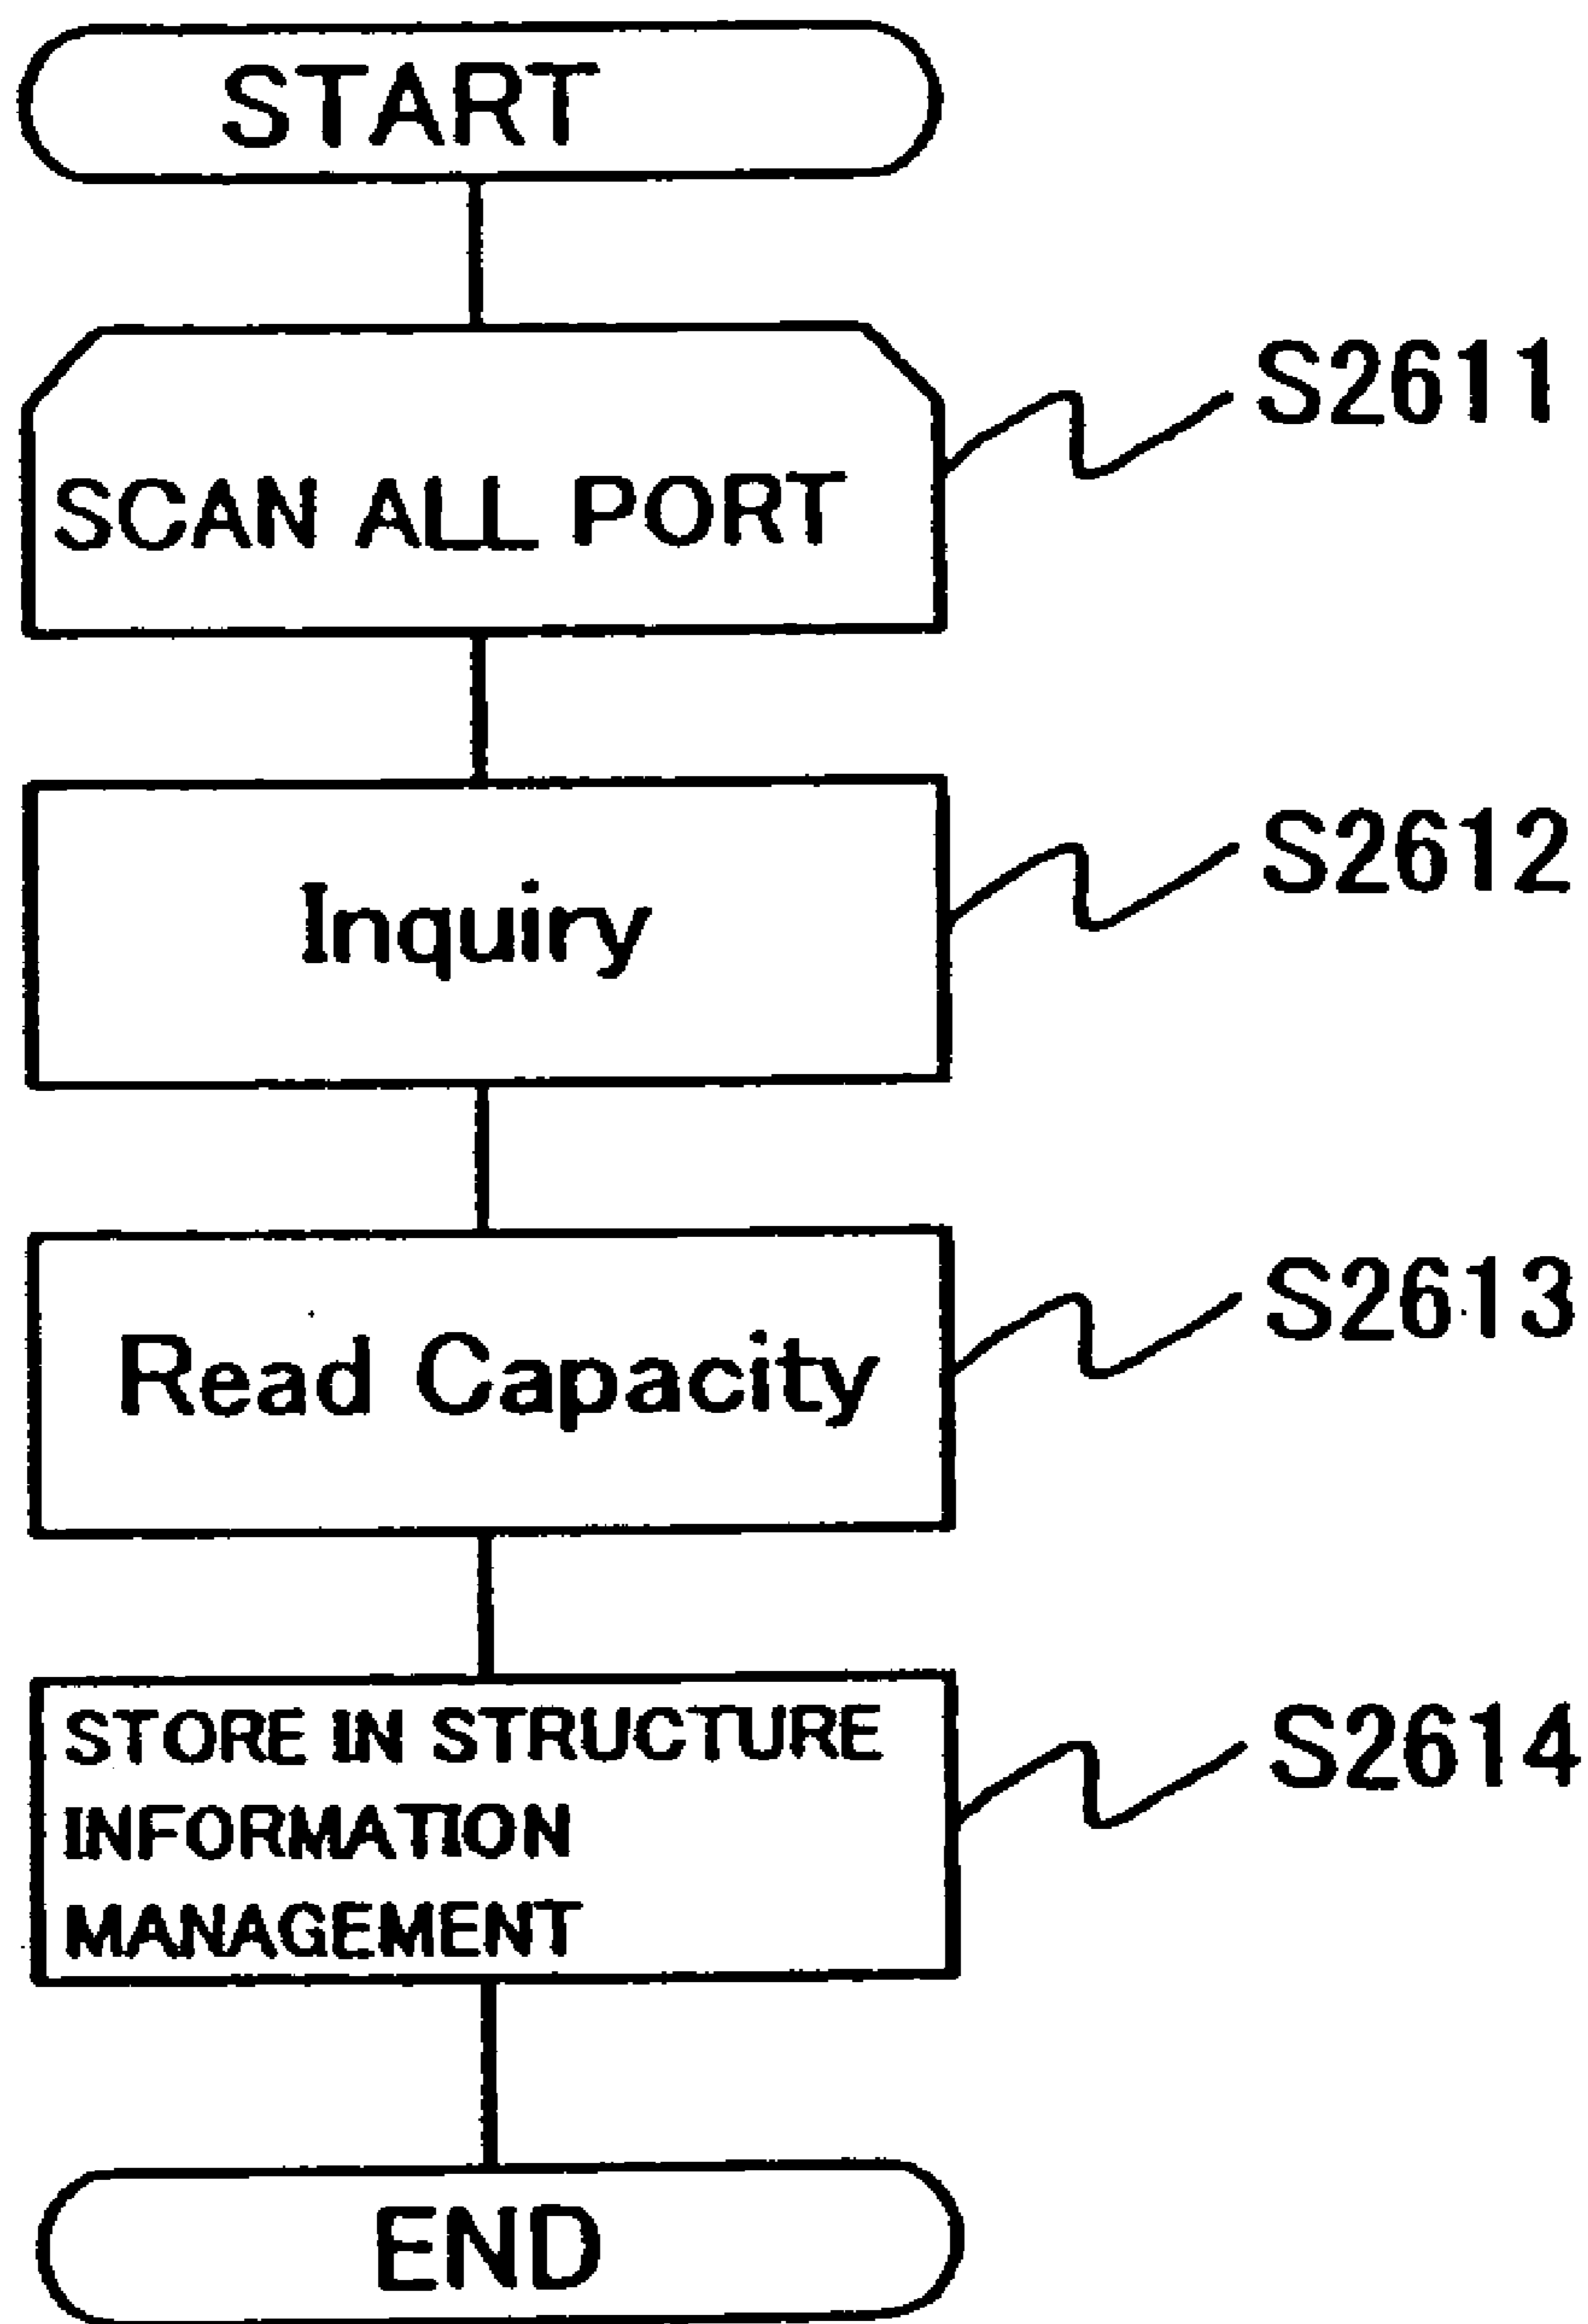 START
SCAN ALL PORT
S2611
Inquiry
S2612
Read Capacity
S2613
STORE IN STRUCTURE
INFORMATION
MANAGEMENT
S2614
END